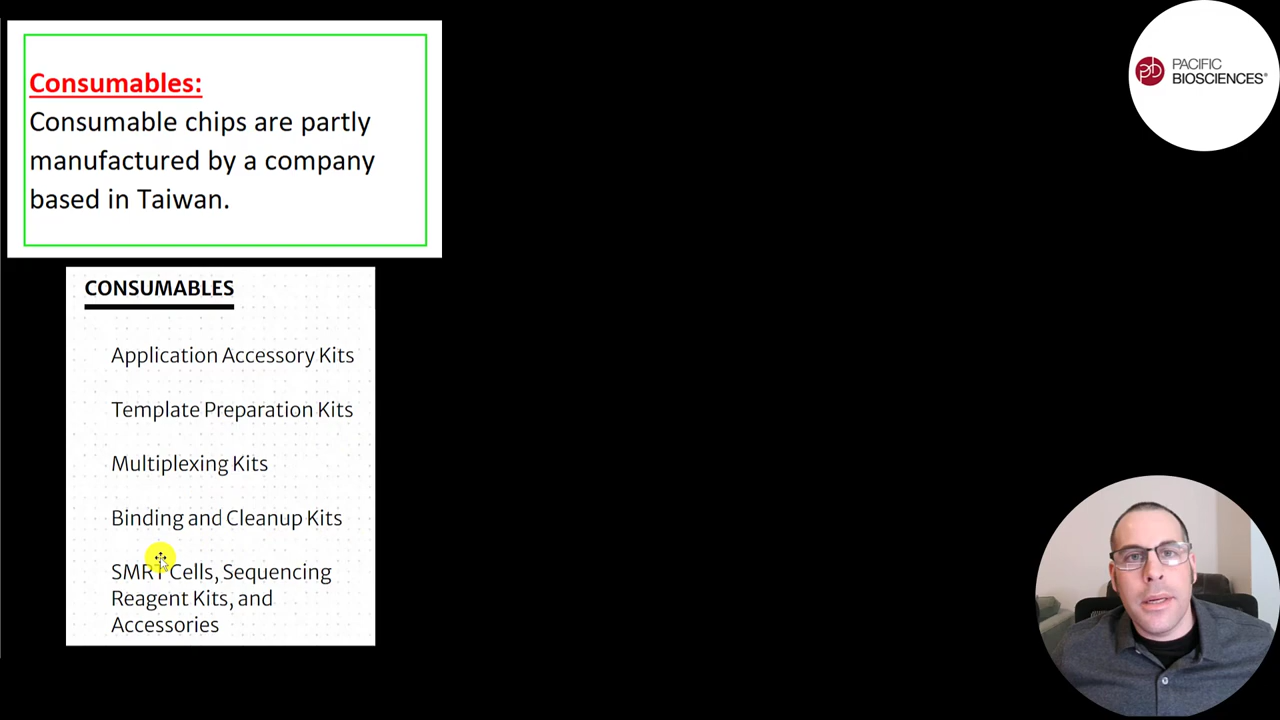 Consumables:
Consumable chips are partly
manufactured by a company
based in Taiwan.
CONSUMABLES
Application Accessory Kits
Template Preparation Kits
Multiplexing Kits
Binding and Cleanup Kits
SMRT Cells, Sequencing
Reagent Kits, and
Accessories
PACIFIC
BIOSCIENCES®